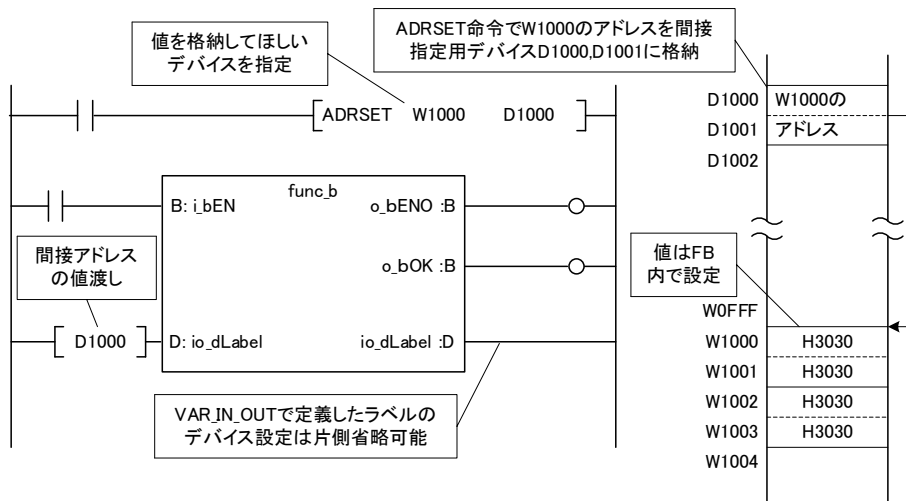 値を格納してほしい
デバイスを指定
ADRSET命令でW1000のアドレスを間接
指定用デバイスD1000,D1001に格納
ADRSET W1000 D1000
D1000 W1000の
D1001 アドレス
D1002
func_b
B: i_bEN o_bENO :B
o_bOK :B
D1000 D: io_dLabel io_dLabel :D
間接アドレス
の値渡し
VAR_IN_OUTで定義したラベルの
デバイス設定は片側省略可能
値はFB
内で設定
W0FFF
W1000 H3030
W1001 H3030
W1002 H3030
W1003 H3030
W1004